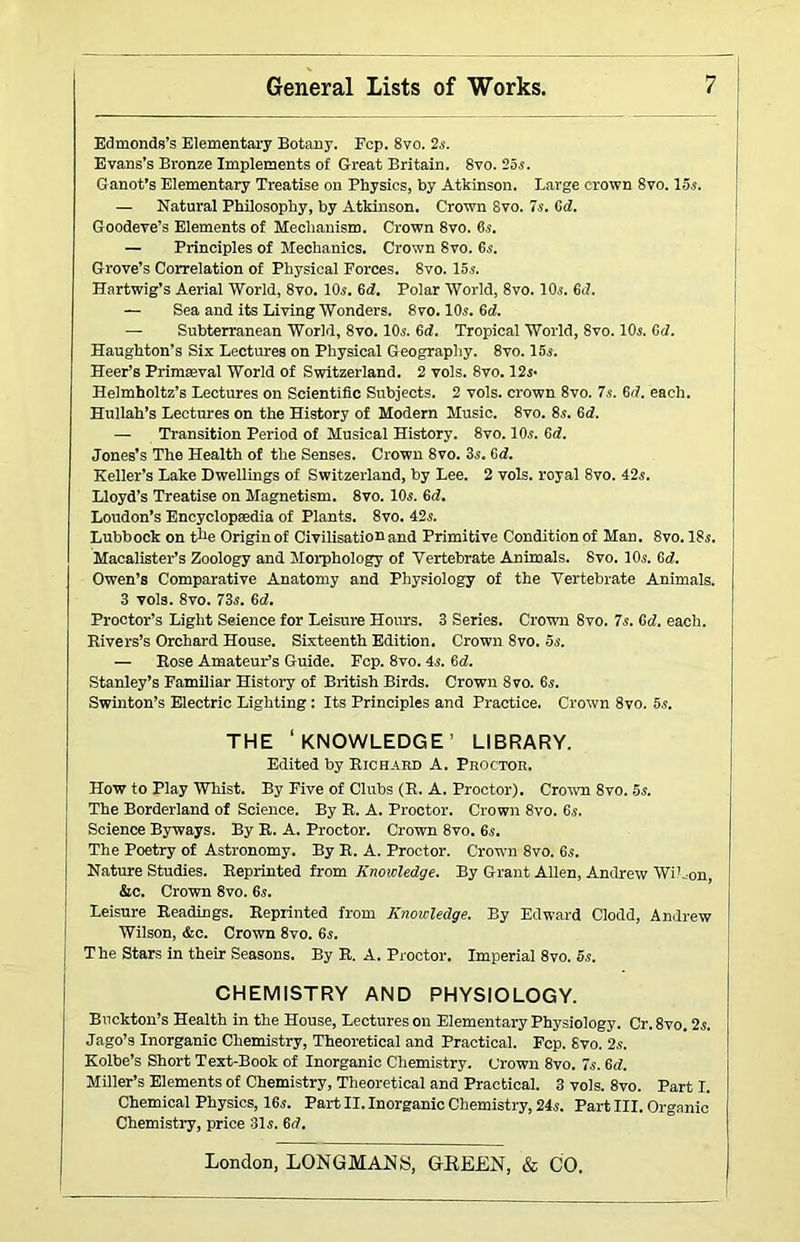 General Lists of Works. 7
Edmonds's Elementary Botany. Fcp. 8vo. 2s.
Evans's Bronze Implements of Great Britain. 8vo. 25s.
Ganot's Elementary Treatise on Physics, by Atkinson. Large crown 8vo. 15s.
— Natural Philosophy, by Atkinson. Crown 8vo. 7s. 6d.
Goodeve's Elements of Mechanism. Crown 8vo. 6s.
— Principles of Mechanics. Crown 8vo. 6s.
Grove's Correlation of Physical Forces. 8vo. 15s.
Hartwig's Aerial World, 8vo. 10s. 6d. Polar World, 8vo. 10s. 6d.
— Sea and its Living Wonders. 8vo. 10s. 6d.
— Subterranean World, 8vo. 10s. 6d. Tropical World, 8vo. 10s. 6d.
Haughton's Six Lectures on Physical Geography. 8vo. 15s.
Heer's Primæval World of Switzerland. 2 vols. 8vo. 12s.
Helmholtz's Lectures on Scientific Subjects. 2 vols. crown 8vo. 7s. 6d. each.
Hullah's Lectures on the History of Modern Music. 8vo. 8s. 6d.
— Transition Period of Musical History. 8vo. 10s. 6d.
Jones's The Health of the Senses. Crown 8vo. 3s. 6d.
Keller's Lake Dwellings of Switzerland, by Lee. 2 vols. royal 8vo. 42s.
Lloyd's Treatise on Magnetism. 8vo. 10s. 6d.
Loudon's Encyclopædia of Plants. 8vo. 42s.
Lubbock on the Origin of Civilisation and Primitive Condition of Man. 8vo. 18s.
Macalister's Zoology and Morphology of Vertebrate Animals. 8vo. 10s. 6d.
Owen's Comparative Anatomy and Physiology of the Vertebrate Animals.
3 vols. 8vo. 73s. 6d.
Proctor's Light Science for Leisure Hours. 3 Series. Crown 8vo. 7s. 6d. each.
Rivers's Orchard House. Sixteenth Edition. Crown 8vo. 5s.
— Rose Amateur's Guide. Fcp. 8vo. 4s. 6d.
Stanley's Familiar History of British Birds. Crown 8vo. 6s.
Swinton's Electric Lighting: Its Principles and Practice. Crown 8vo. 5s.
THE 'KNOWLEDGE' LIBRARY.
Edited by RICHARD A. PROCTOR.
How to Play Whist. By Five of Clubs (R. A. Proctor). Crown 8vo. 5s.
The Borderland of Science. By R. A. Proctor. Crown 8vo. 6s.
Science Byways. By R. A. Proctor. Crown 8vo. 6s.
The Poetry of Astronomy. By R. A. Proctor. Crown 8vo. 6s.
Nature Studies. Reprinted from Knowledge. By Grant Allen, Andrew Wilson,
&c. Crown 8vo. 6s.
Leisure Readings. Reprinted from Knowledge. By Edward Clodd, Andrew
Wilson, &c. Crown 8vo. 6s.
The Stars in their Seasons. By R. A. Proctor. Imperial 8vo. 5s.
CHEMISTRY AND PHYSIOLOGY.
Buckton's Health in the House, Lectures on Elementary Physiology. Cr. 8vo. 2s.
Jago's Inorganic Chemistry, Theoretical and Practical. Fcp. 8vo. 2s.
Kolbe's Short Text-Book of Inorganic Chemistry. Crown 8vo. 7s. 6d.
Miller's Elements of Chemistry, Theoretical and Practical. 3 vols. 8vo. Part I.
Chemical Physics, 16s. Part II. Inorganic Chemistry, 24s. Part III. Organic
Chemistry, price 31s. 6d.
London, LONGMANS, GREEN, & CO.